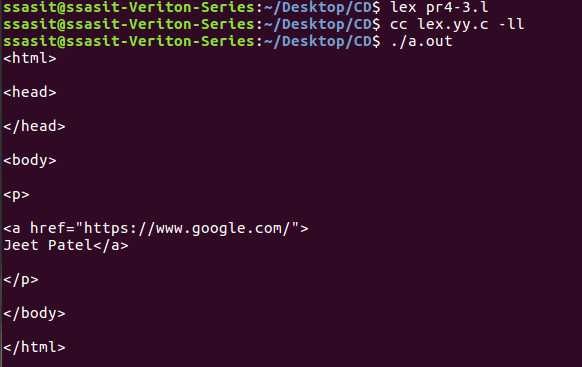 ssasit@ssasit-Veriton-Series:~/Desktop/CD$ lex pr4-3.l
ssasit@ssasit-Veriton-Series:~/Desktop/CD$ cc lex.yy.c -ll
ssasit@ssasit-Veriton-Series:~/Desktop/CD$ ./a.out
<html>
<head>
</head>
<body>
<p>
<a href="https://www.google.com/">
Jeet Patel</a>
</p>
</body>
</html>